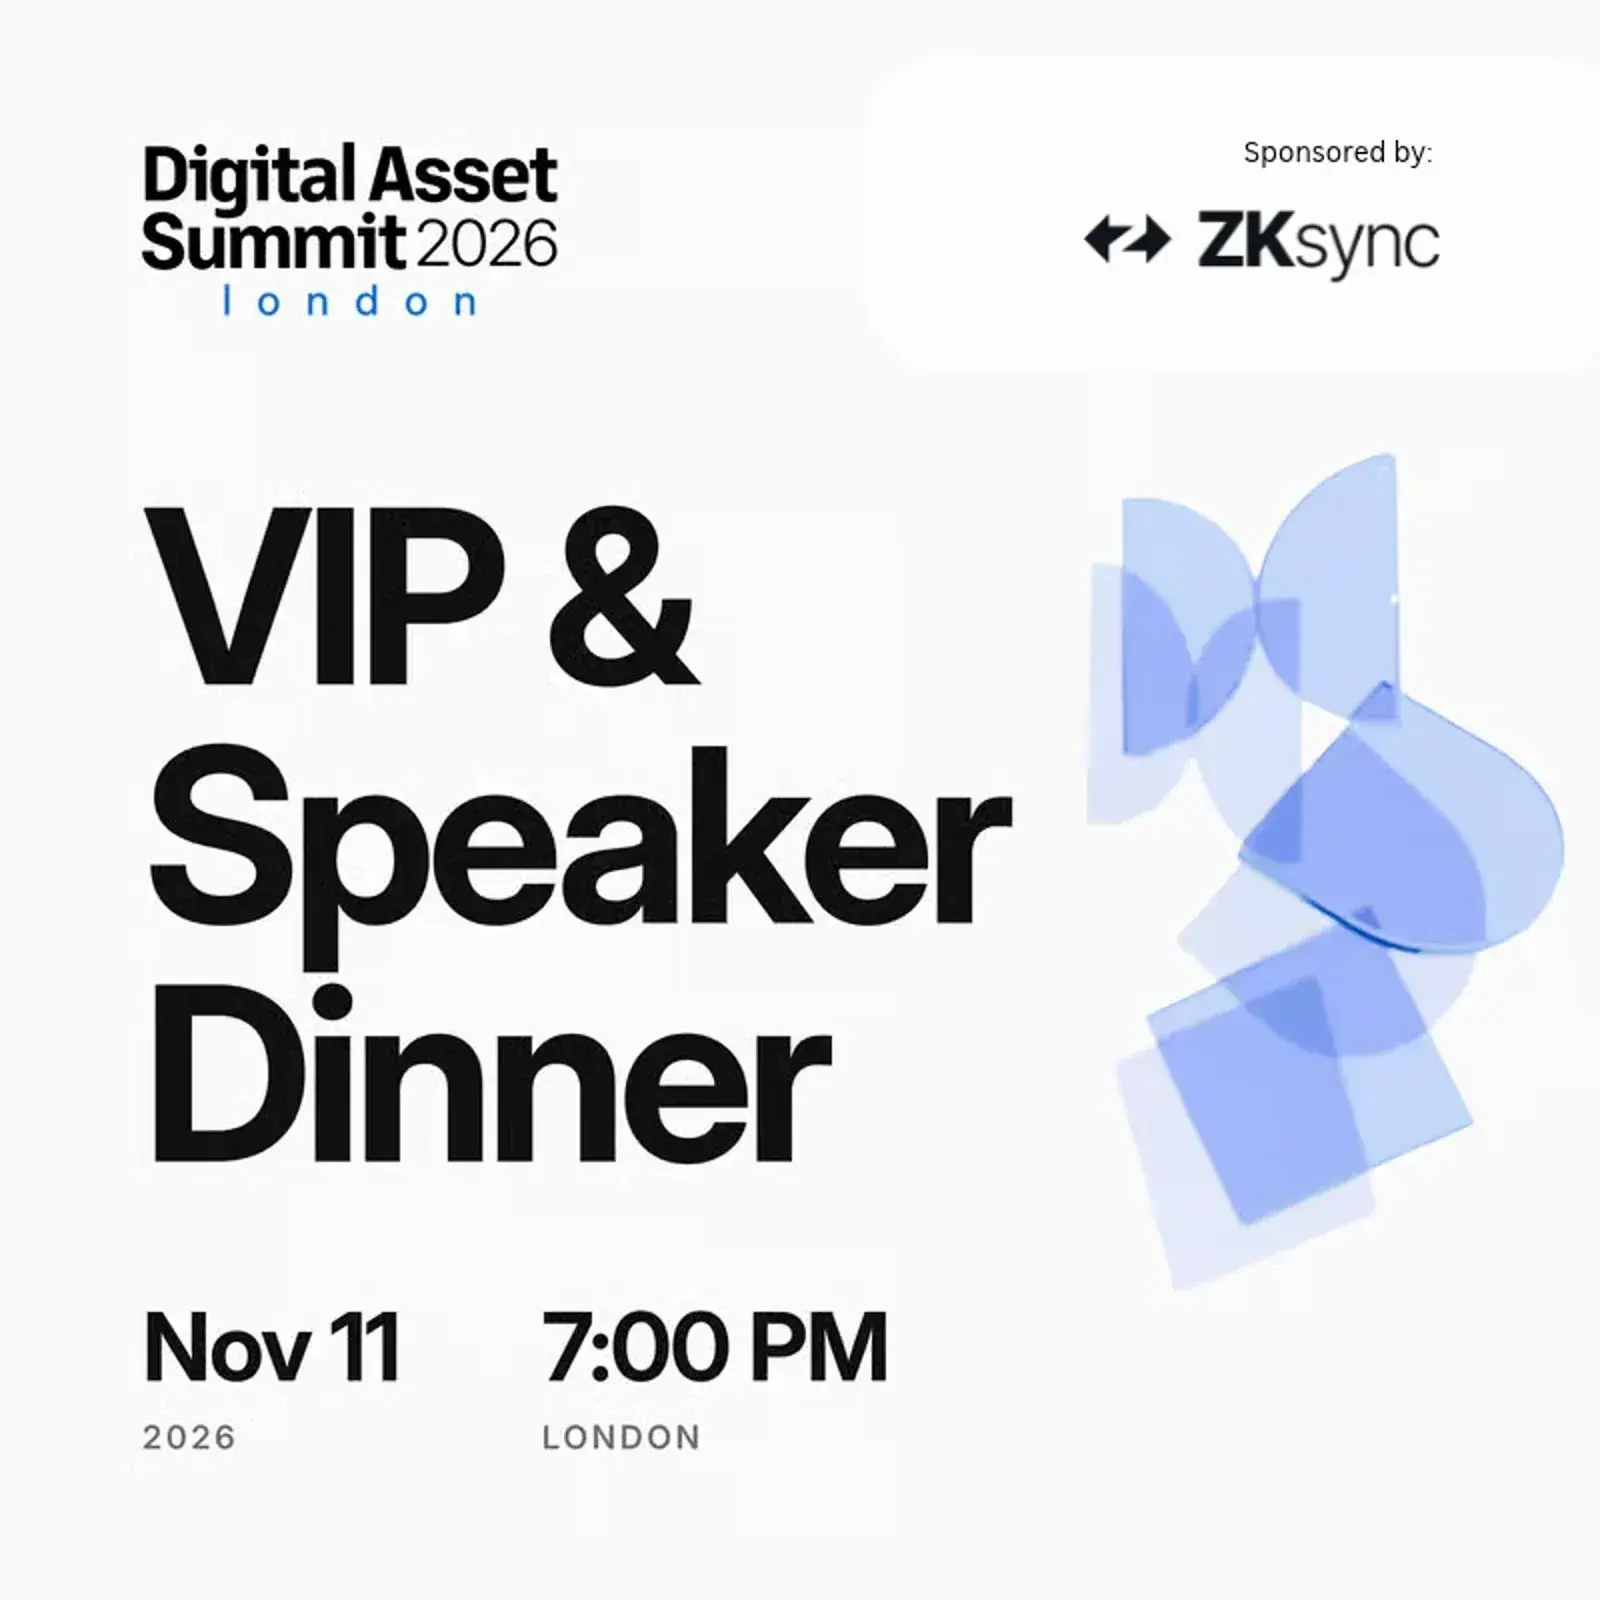 Digital Asset
Summit 2026
london
Sponsored by:
ZKsync
VIP &
Speaker
Dinner
Nov 11
2026
7:00 PM
LONDON